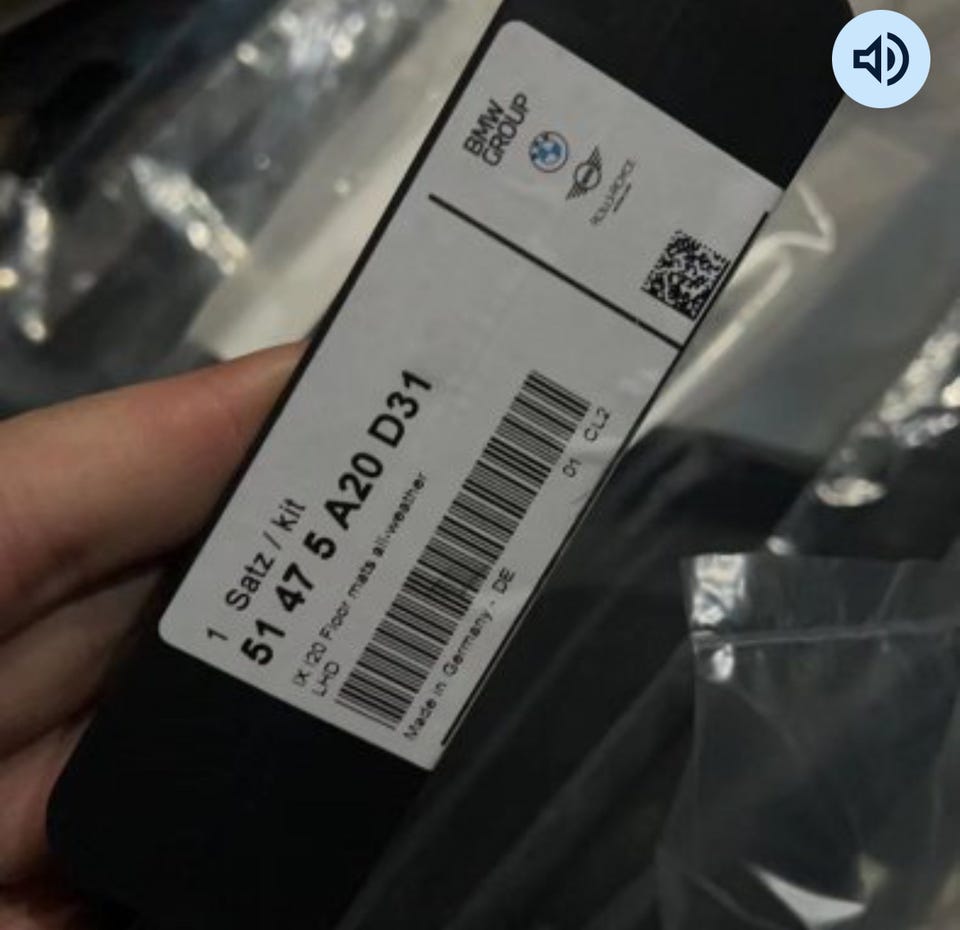 BMW
GROUP
ROLLS-ROYCE
1 Satz / kit
51 47 5 A20 D31
IX I20 Floor mats all-weather
LHD
01 CL2
Made in Germany - DE